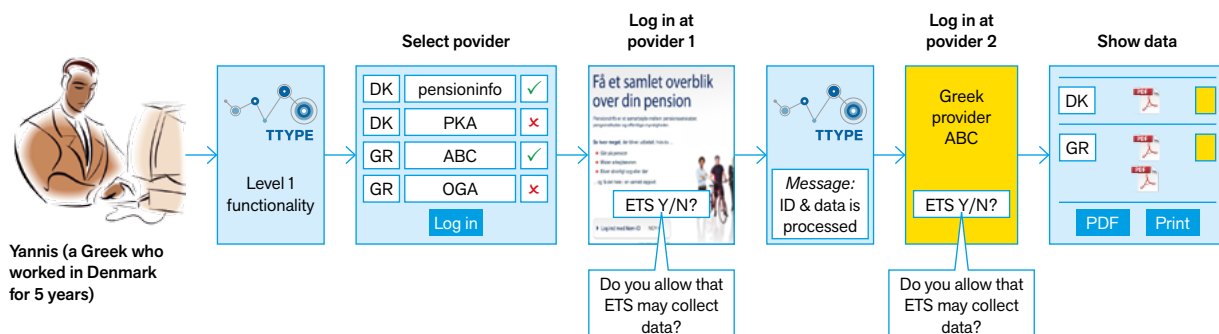 Yannis (a Greek who
worked in Denmark
for 5 years)
TTYPE
Level 1
functionality
Select povider
DK pensioninfo
DK PKA
GR ABC
GR OGA
Log in
Log in at
povider 1
Få et samlet overblik
over din pension
ETS Y/N?
Do you allow that
ETS may collect
data?
TTYPE
Message:
ID & data is
processed
Log in at
povider 2
Greek
provider
ABC
ETS Y/N?
Do you allow that
ETS may collect
data?
Show data
DK PDF
GR PDF
PDF
PDF Print